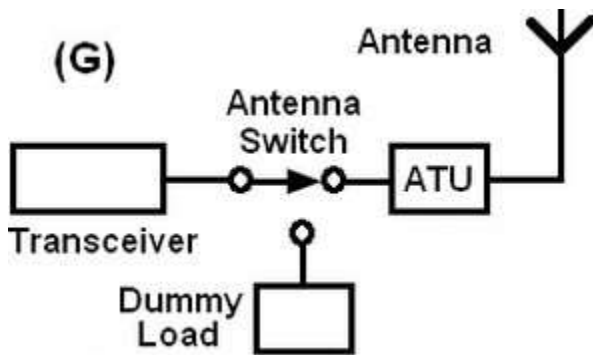 (G)
Antenna
Antenna
Switch
ATU
Transceiver
Dummy
Load